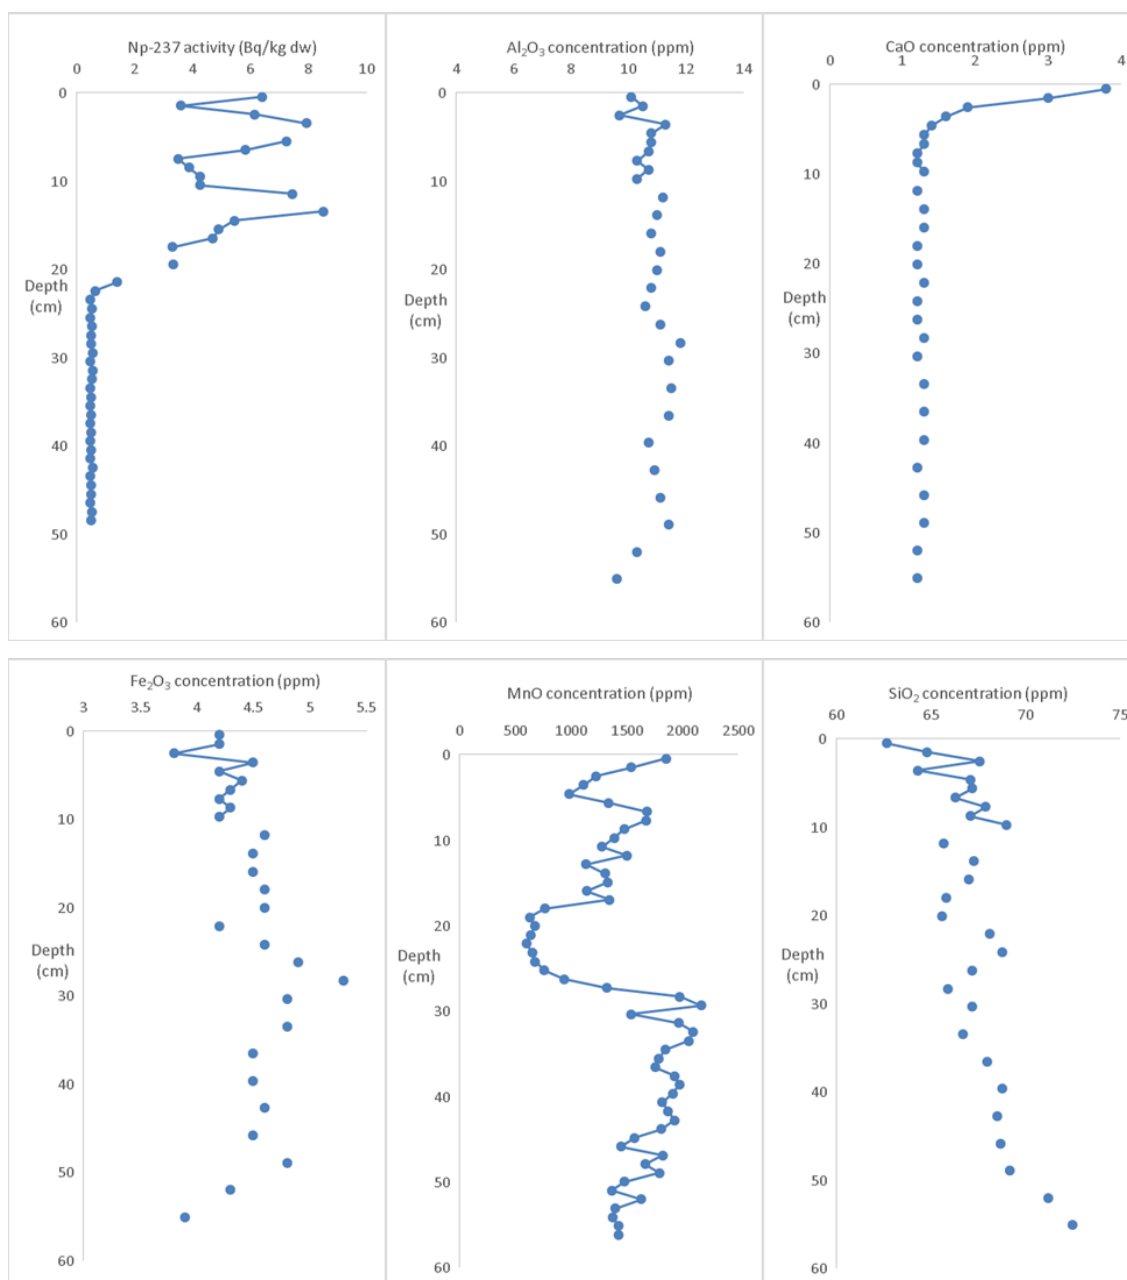 Np-237 activity (Bq/kg dw)
0 2 4 6 8 10
0
10
20
Depth
(cm)
30
40
50
60
Al₂O₃ concentration (ppm)
4 6 8 10 12 14
0
10
20
Depth
(cm)
30
40
50
60
CaO concentration (ppm)
0 1 2 3 4
0
10
20
Depth
(cm)
30
40
50
60
Fe₂O₃ concentration (ppm)
3 3.5 4 4.5 5 5.5
0
10
20
Depth
(cm)
30
40
50
60
MnO concentration (ppm)
0 500 1000 1500 2000 2500
0
10
20
Depth
(cm)
30
40
50
60
SiO₂ concentration (ppm)
60 65 70 75
0
10
20
Depth
(cm)
30
40
50
60